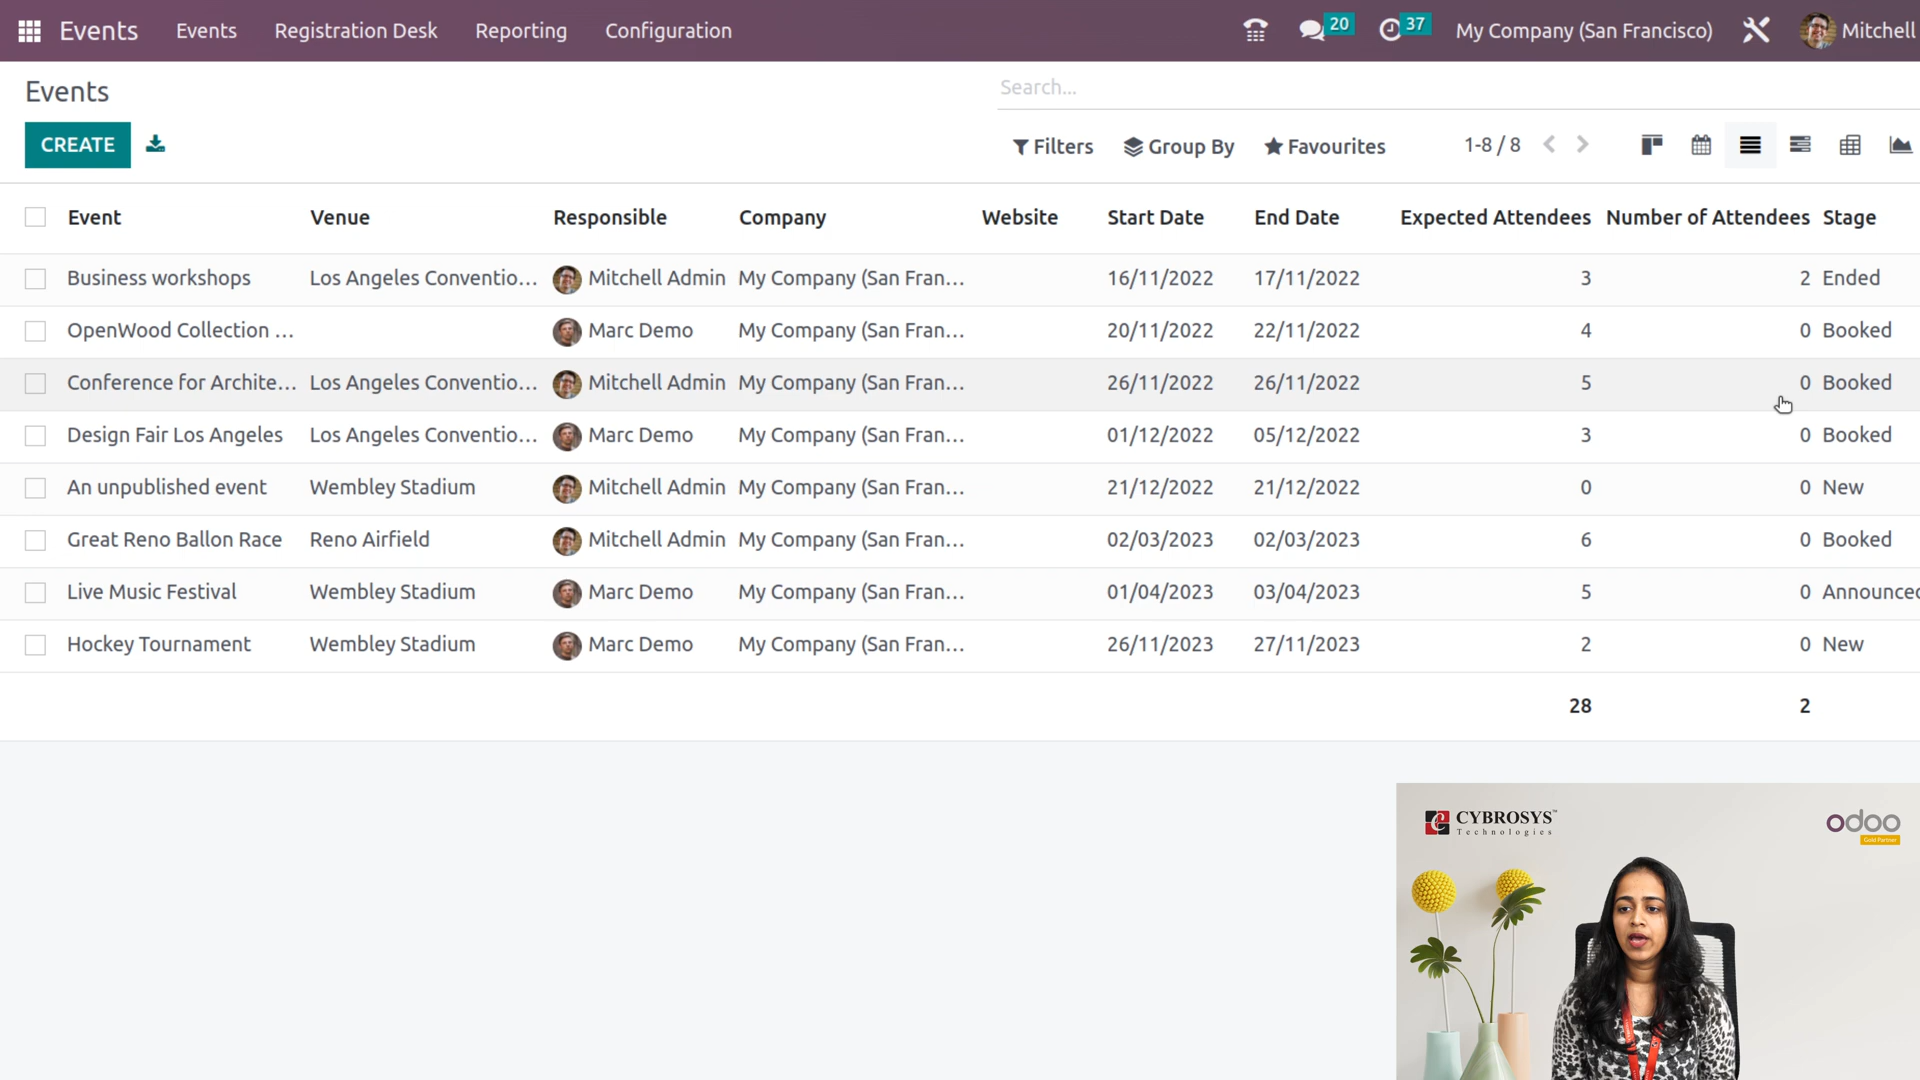 Events Events Registration Desk Reporting Configuration 20 37 My Company (San Francisco) Mitchell
Events
Search...
CREATE
Filters Group By Favourites 1-8 / 8
Event Venue Responsible Company Website Start Date End Date Expected Attendees Number of Attendees Stage
Business workshops Los Angeles Conventio... Mitchell Admin My Company (San Fran... 16/11/2022 17/11/2022 3 2 Ended
OpenWood Collection ... Marc Demo My Company (San Fran... 20/11/2022 22/11/2022 4 0 Booked
Conference for Archite... Los Angeles Conventio... Mitchell Admin My Company (San Fran... 26/11/2022 26/11/2022 5 0 Booked
Design Fair Los Angeles Los Angeles Conventio... Marc Demo My Company (San Fran... 01/12/2022 05/12/2022 3 0 Booked
An unpublished event Wembley Stadium Mitchell Admin My Company (San Fran... 21/12/2022 21/12/2022 0 0 New
Great Reno Ballon Race Reno Airfield Mitchell Admin My Company (San Fran... 02/03/2023 02/03/2023 6 0 Booked
Live Music Festival Wembley Stadium Marc Demo My Company (San Fran... 01/04/2023 03/04/2023 5 0 Announced
Hockey Tournament Wembley Stadium Marc Demo My Company (San Fran... 26/11/2023 27/11/2023 2 0 New
28 2
CYBROSYS™
Technologies
odoo
Gold Partner